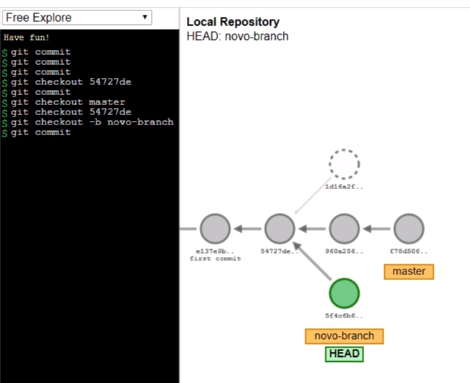 Free Explore
Have fun!
$ git commit
$ git commit
$ git commit
$ git checkout 54727de
$ git commit
$ git checkout master
$ git checkout 54727de
$ git checkout -b novo-branch
$ git commit
Local Repository
HEAD: novo-branch
1d16a2f..
e137e9b..
first commit
54727de..
960a256..
f78d506..
master
5f4c6b6..
novo-branch
HEAD